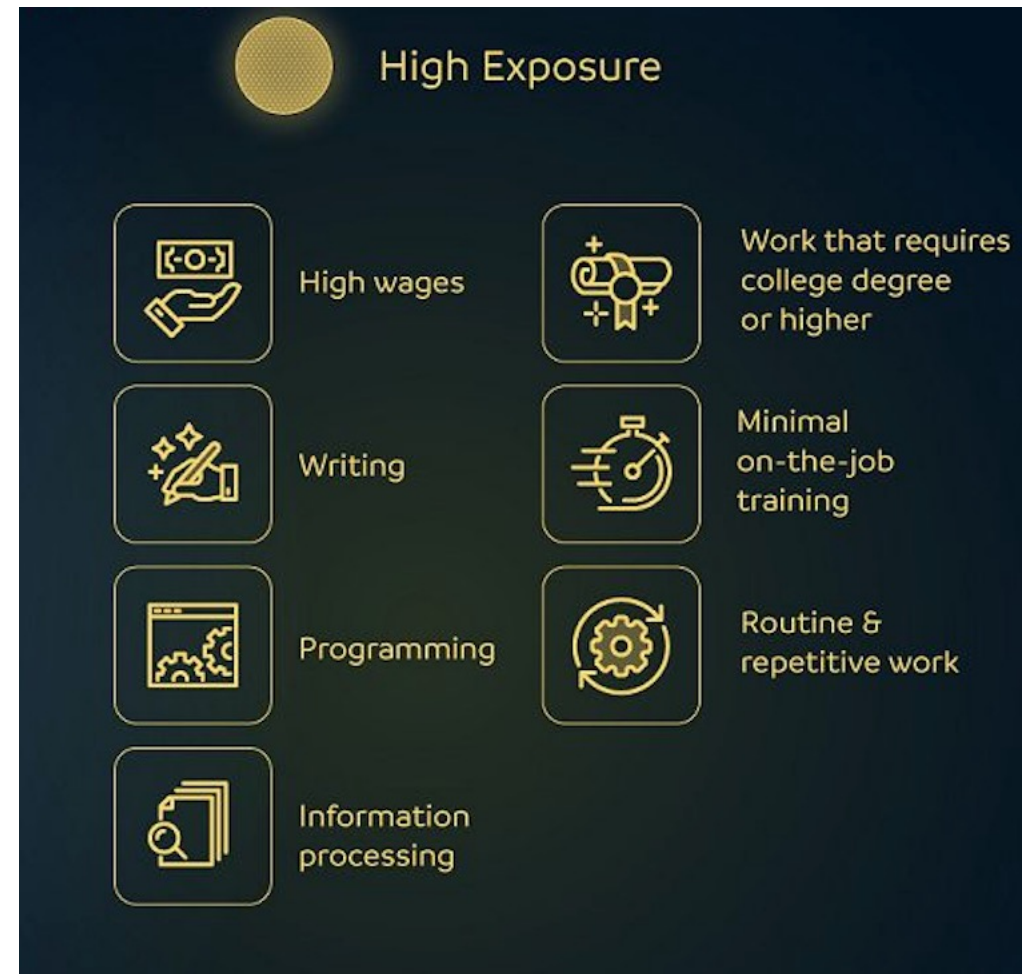 High Exposure
High wages
Writing
Programming
Information
processing
Work that requires
college degree
or higher
Minimal
on-the-job
training
Routine &
repetitive work